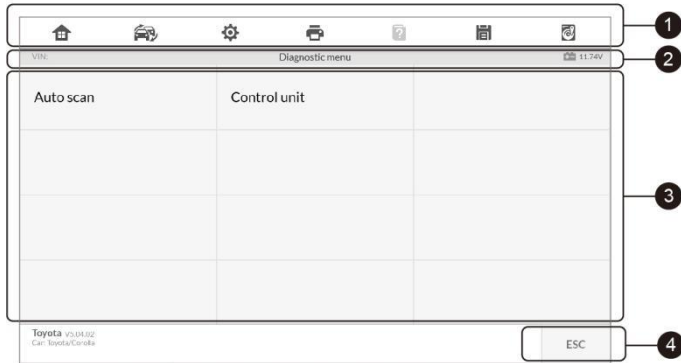 1
VIN: Diagnostic menu 11.74V
2
Auto scan Control unit
3
Toyota V5.04.02
Car: Toyota/Corolla
ESC
4